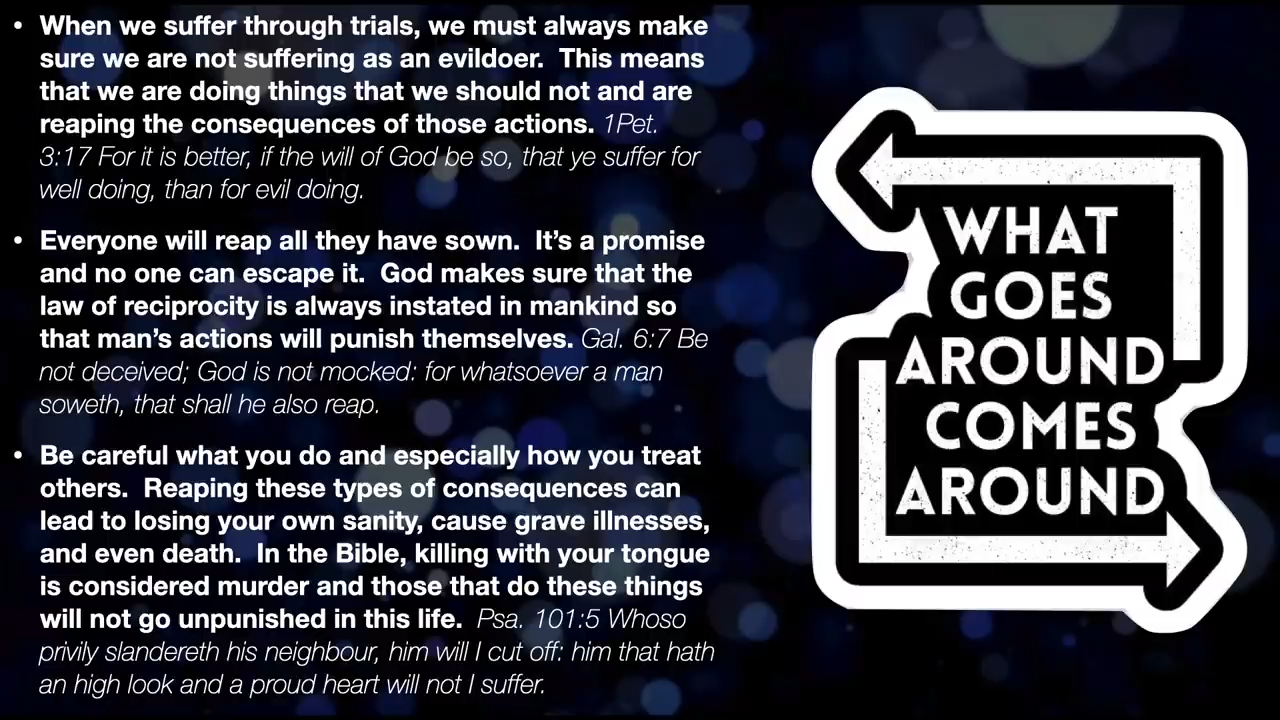 • When we suffer through trials, we must always make
sure we are not suffering as an evildoer.  This means
that we are doing things that we should not and are
reaping the consequences of those actions. 1Pet.
3:17 For it is better, if the will of God be so, that ye suffer for
well doing, than for evil doing.
• Everyone will reap all they have sown.  It’s a promise
and no one can escape it.  God makes sure that the
law of reciprocity is always instated in mankind so
that man’s actions will punish themselves. Gal. 6:7 Be
not deceived; God is not mocked: for whatsoever a man
soweth, that shall he also reap.
• Be careful what you do and especially how you treat
others.  Reaping these types of consequences can
lead to losing your own sanity, cause grave illnesses,
and even death.  In the Bible, killing with your tongue
is considered murder and those that do these things
will not go unpunished in this life.  Psa. 101:5 Whoso
privily slandereth his neighbour, him will I cut off: him that hath
an high look and a proud heart will not I suffer.
WHAT
GOES
AROUND
COMES
AROUND